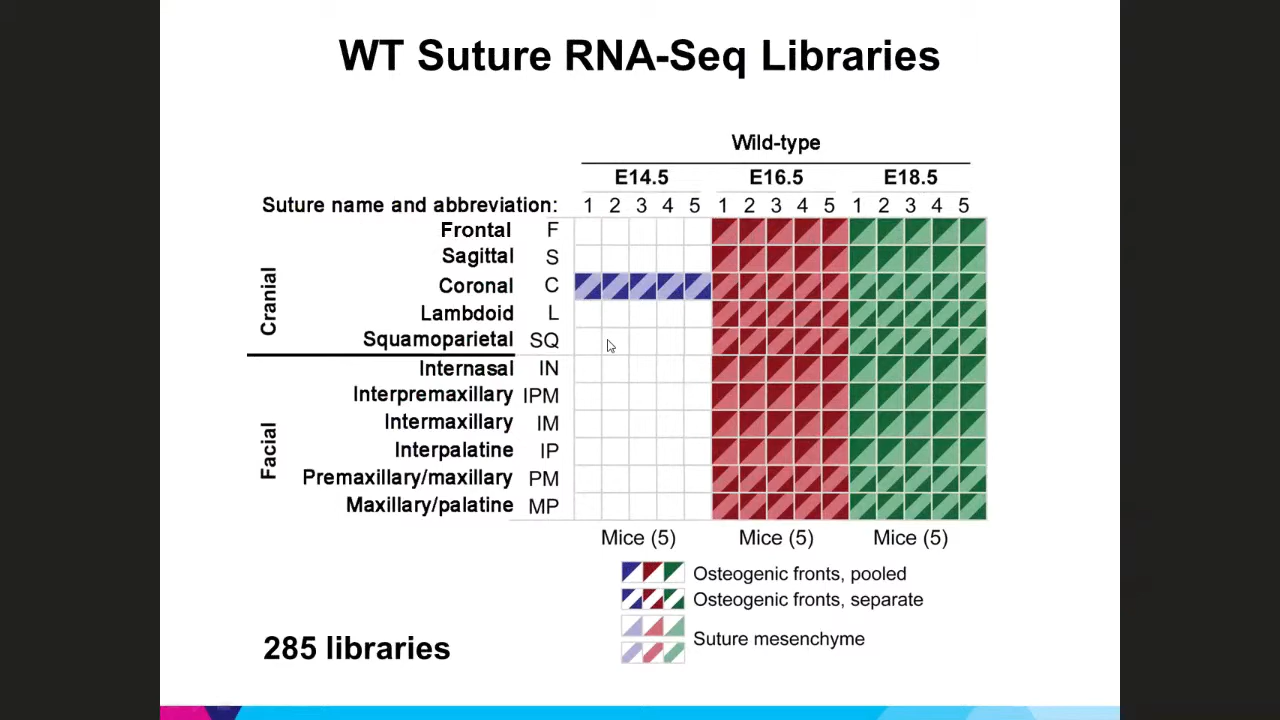 WT Suture RNA-Seq Libraries
Wild-type
E14.5 E16.5 E18.5
Suture name and abbreviation: 1 2 3 4 5 1 2 3 4 5 1 2 3 4 5
Cranial
Frontal F
Sagittal S
Coronal C
Lambdoid L
Squamoparietal SQ
Facial
Internasal IN
Interpremaxillary IPM
Intermaxillary IM
Interpalatine IP
Premaxillary/maxillary PM
Maxillary/palatine MP
Mice (5) Mice (5) Mice (5)
Osteogenic fronts, pooled
Osteogenic fronts, separate
Suture mesenchyme
285 libraries